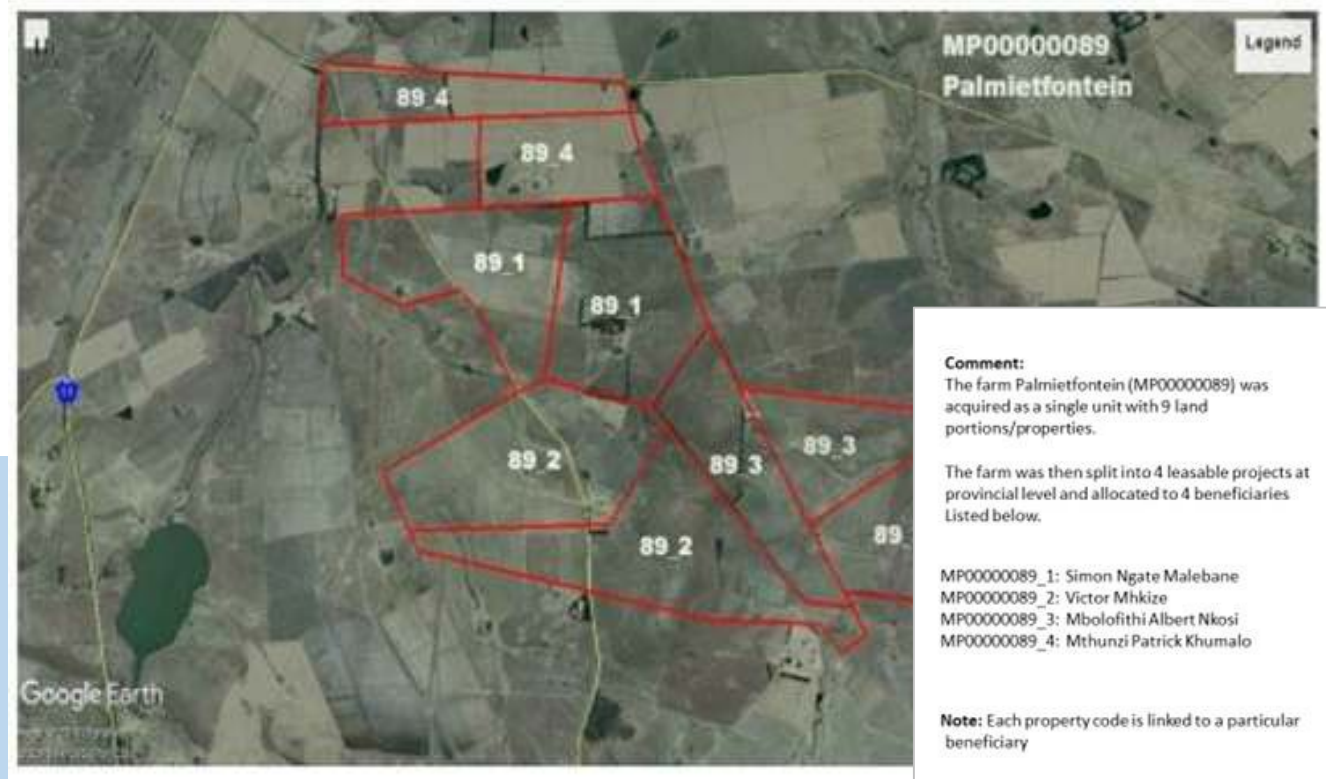 MP00000089
Palmietfontein
Legend
89_4
89_4
89_1
89_1
89_2
89_3
89_3
89_2
89_
Google Earth
Comment:
The farm Palmietfontein (MP00000089) was
acquired as a single unit with 9 land
portions/properties.
The farm was then split into 4 leasable projects at
provincial level and allocated to 4 beneficiaries
Listed below.
MP00000089_1: Simon Ngate Malebane
MP00000089_2: Victor Mhkize
MP00000089_3: Mbolofithi Albert Nkosi
MP00000089_4: Mthunzi Patrick Khumalo
Note: Each property code is linked to a particular
beneficiary